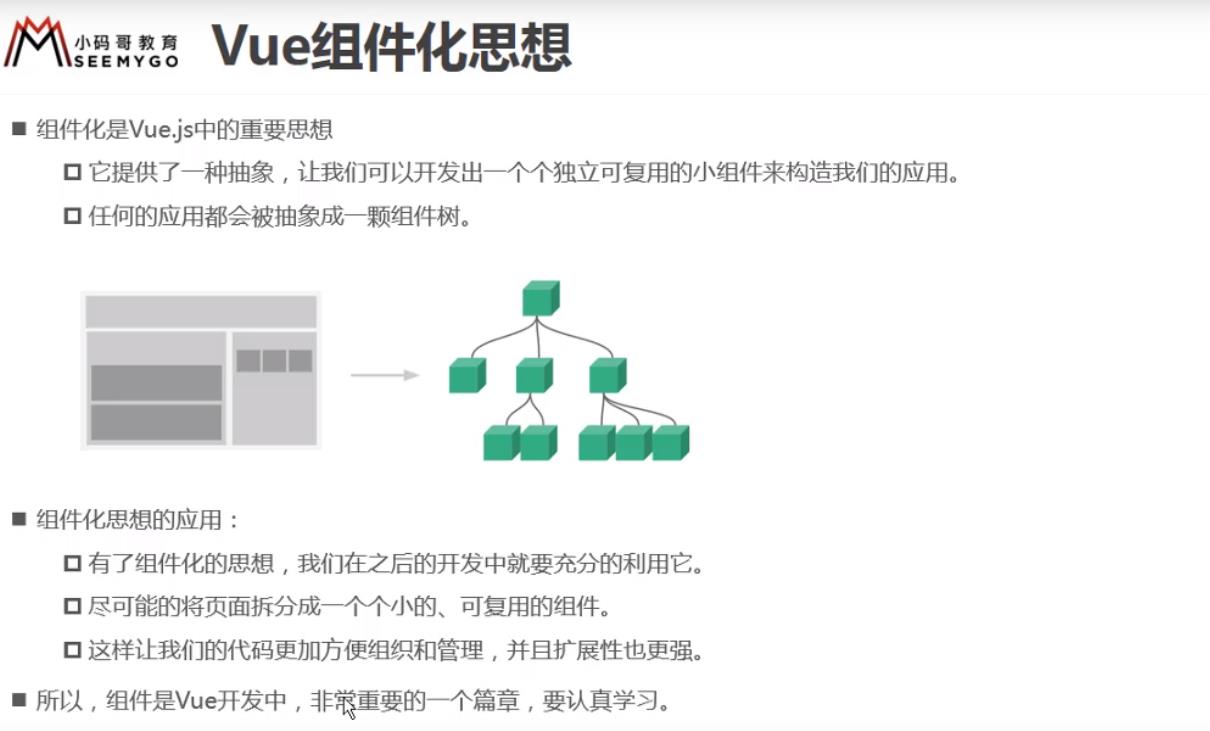 小码哥教育
SEEMYGO
Vue组件化思想
组件化是Vue.js中的重要思想
它提供了一种抽象，让我们可以开发出一个个独立可复用的小组件来构造我们的应用。
任何的应用都会被抽象成一颗组件树。
组件化思想的应用：
有了组件化的思想，我们在之后的开发中就要充分的利用它。
尽可能的将页面拆分成一个个小的、可复用的组件。
这样让我们的代码更加方便组织和管理，并且扩展性也更强。
所以，组件是Vue开发中，非常重要的一个篇章，要认真学习。